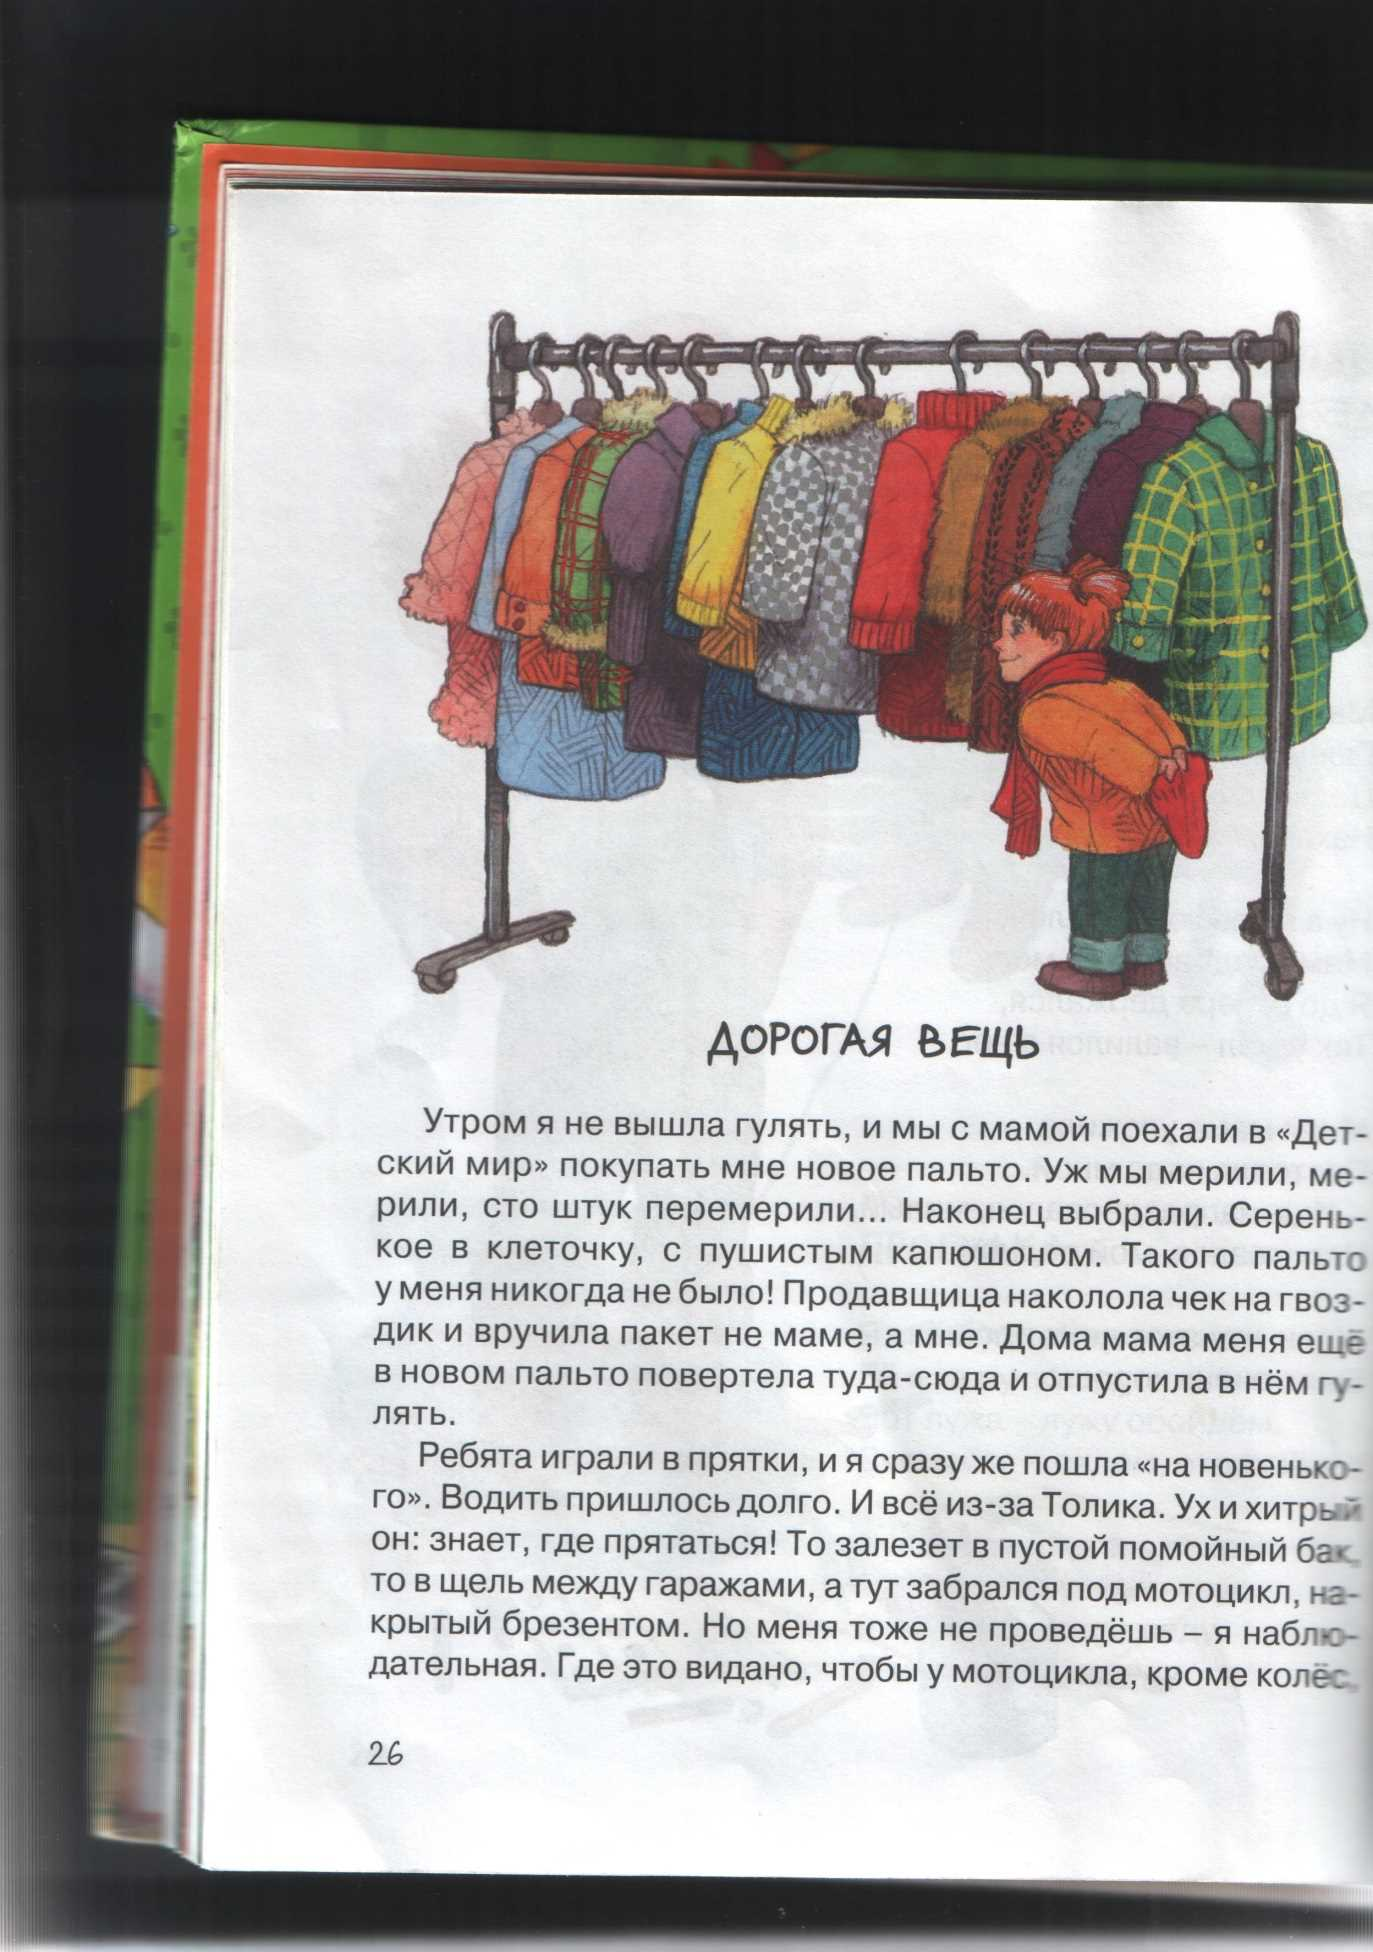 ДОРОГАЯ ВЕЩЬ
Утром я не вышла гулять, и мы с мамой поехали в «Дет-
ский мир» покупать мне новое пальто. Уж мы мерили, ме-
рили, сто штук перемерили... Наконец выбрали. Серень-
кое в клеточку, с пушистым капюшоном. Такого пальто
у меня никогда не было! Продавщица наколола чек на гвоз-
дик и вручила пакет не маме, а мне. Дома мама меня ещё
в новом пальто повертела туда-сюда и отпустила в нём гу-
лять.
Ребята играли в прятки, и я сразу же пошла «на новенько-
го». Водить пришлось долго. И всё из-за Толика. Ух и хитрый
он: знает, где прятаться! То залезет в пустой помойный бак,
то в щель между гаражами, а тут забрался под мотоцикл, на-
крытый брезентом. Но меня тоже не проведёшь – я наблю-
дательная. Где это видано, чтобы у мотоцикла, кроме колёс,
26